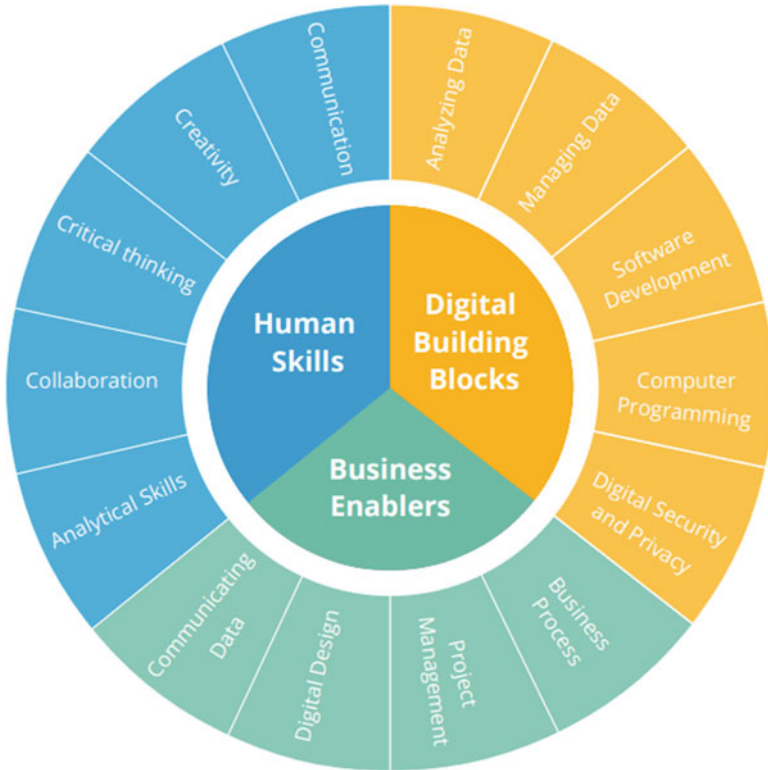 Human
Skills
Digital
Building
Blocks
Business
Enablers
Communication
Creativity
Critical thinking
Collaboration
Analytical Skills
Analyzing Data
Managing Data
Software
Development
Computer
Programming
Digital Security
and Privacy
Business
Process
Project
Management
Digital Design
Communicating
Data